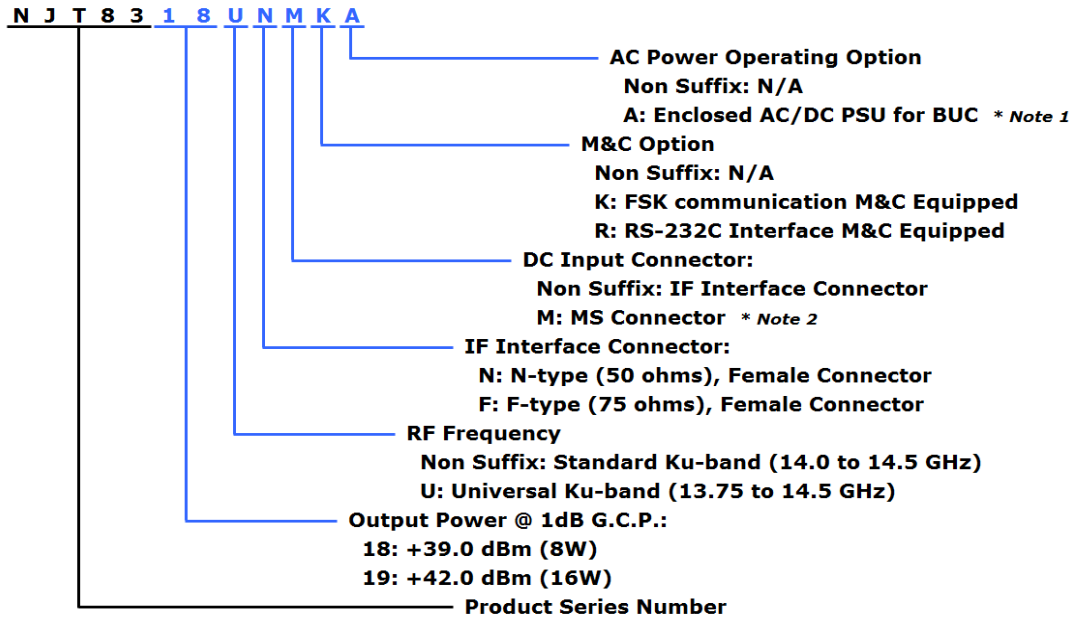 N J T 8 3 1 8 U N M K A
AC Power Operating Option
Non Suffix: N/A
A: Enclosed AC/DC PSU for BUC * Note 1
M&C Option
Non Suffix: N/A
K: FSK communication M&C Equipped
R: RS-232C Interface M&C Equipped
DC Input Connector:
Non Suffix: IF Interface Connector
M: MS Connector * Note 2
IF Interface Connector:
N: N-type (50 ohms), Female Connector
F: F-type (75 ohms), Female Connector
RF Frequency
Non Suffix: Standard Ku-band (14.0 to 14.5 GHz)
U: Universal Ku-band (13.75 to 14.5 GHz)
Output Power @ 1dB G.C.P.:
18: +39.0 dBm (8W)
19: +42.0 dBm (16W)
Product Series Number